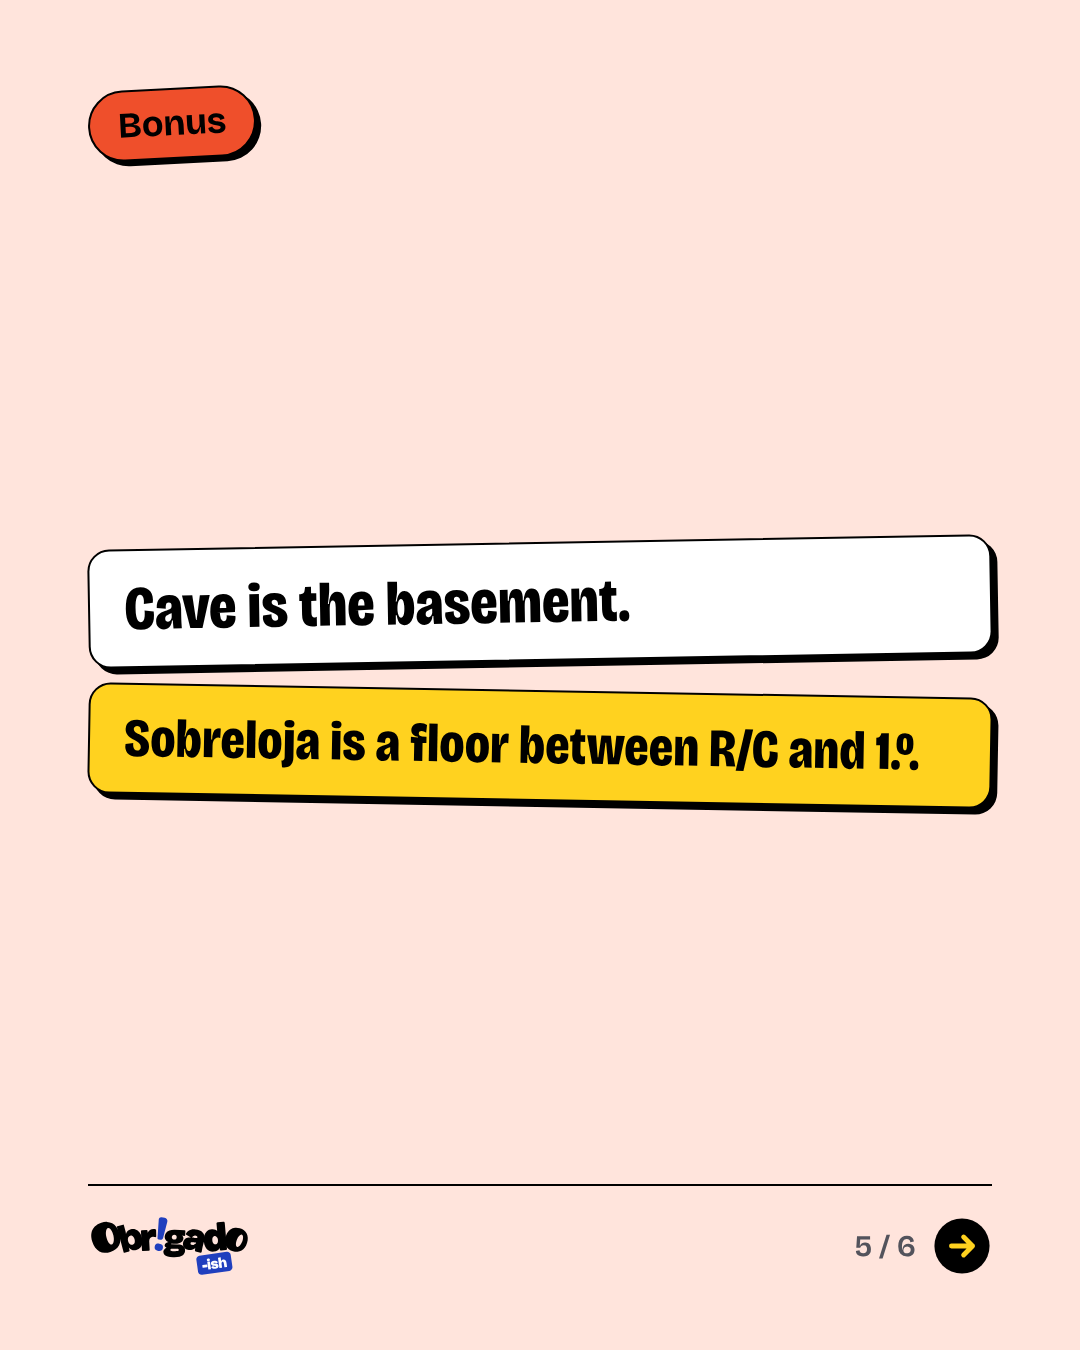 Bonus
Cave is the basement.
Sobreloja is a floor between R/C and 1.º.
Obr!gado
-ish
5 / 6